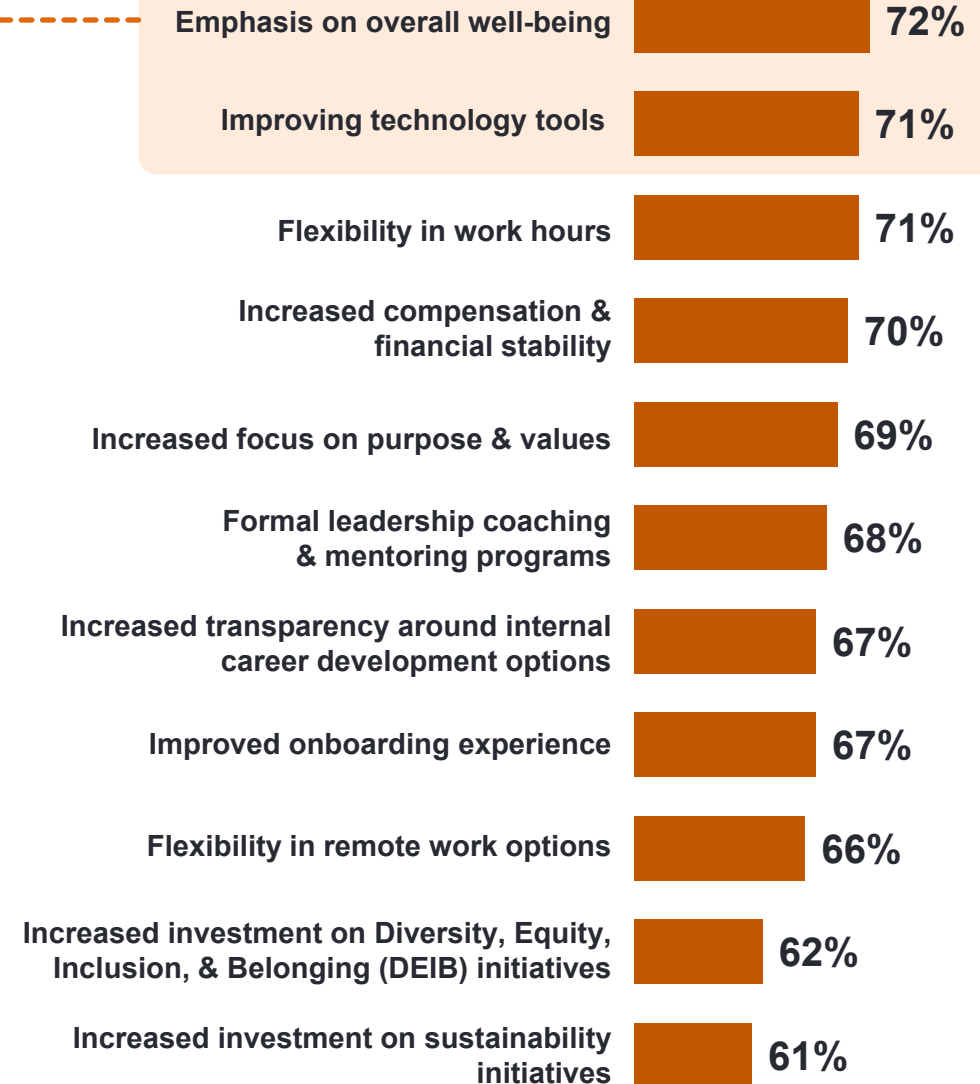 Emphasis on overall well-being 72%
Improving technology tools 71%
Flexibility in work hours 71%
Increased compensation &
financial stability 70%
Increased focus on purpose & values 69%
Formal leadership coaching
& mentoring programs 68%
Increased transparency around internal
career development options 67%
Improved onboarding experience 67%
Flexibility in remote work options 66%
Increased investment on Diversity, Equity,
Inclusion, & Belonging (DEIB) initiatives 62%
Increased investment on sustainability
initiatives 61%